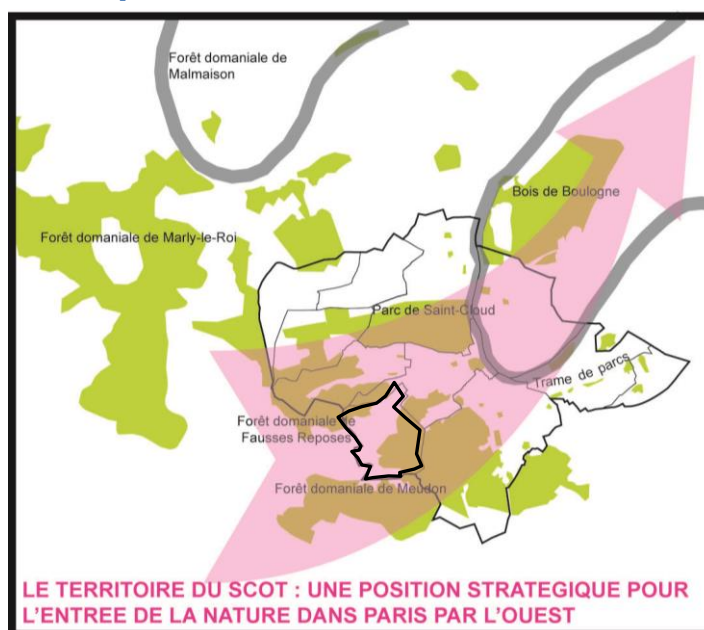 Forêt domaniale de
Malmaison
Bois de Boulogne
Forêt domaniale de Marly-le-Roi
Parc de Saint-Cloud
Trame de parcs
Forêt domaniale de
Fausses Reposes
Forêt domaniale de Meudon
LE TERRITOIRE DU SCOT : UNE POSITION STRATEGIQUE POUR
L'ENTREE DE LA NATURE DANS PARIS PAR L'OUEST